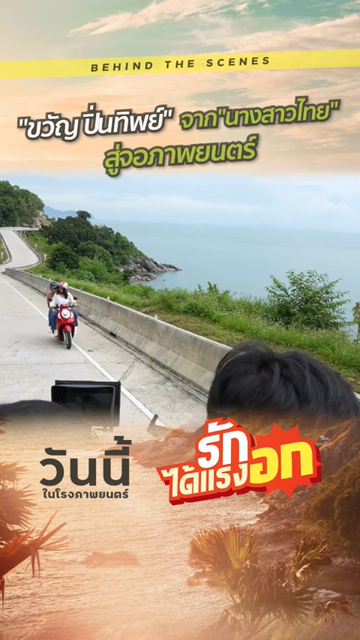 BEHIND THE SCENES
"ขวัญ ปิ่นทิพย์" จาก"นางสาวไทย"
สู่จอภาพยนตร์
วันนี้
ในโรงภาพยนตร์
รัก
ได้แรงอก